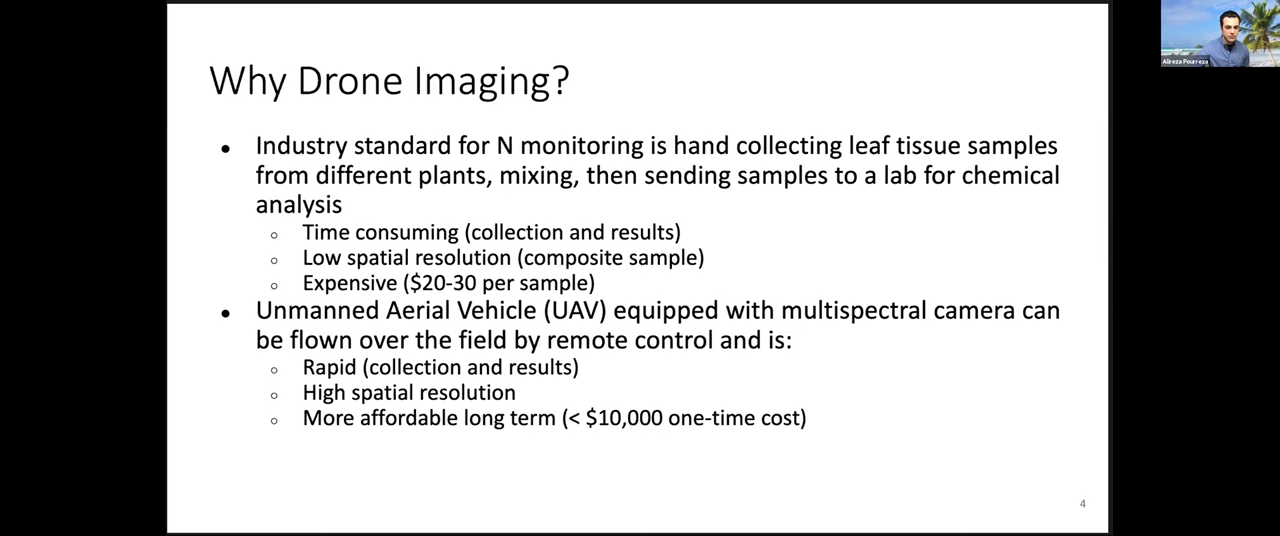 Why Drone Imaging?
● Industry standard for N monitoring is hand collecting leaf tissue samples
from different plants, mixing, then sending samples to a lab for chemical
analysis
○ Time consuming (collection and results)
○ Low spatial resolution (composite sample)
○ Expensive ($20-30 per sample)
● Unmanned Aerial Vehicle (UAV) equipped with multispectral camera can
be flown over the field by remote control and is:
○ Rapid (collection and results)
○ High spatial resolution
○ More affordable long term (< $10,000 one-time cost)
4
Alireza Pourreza